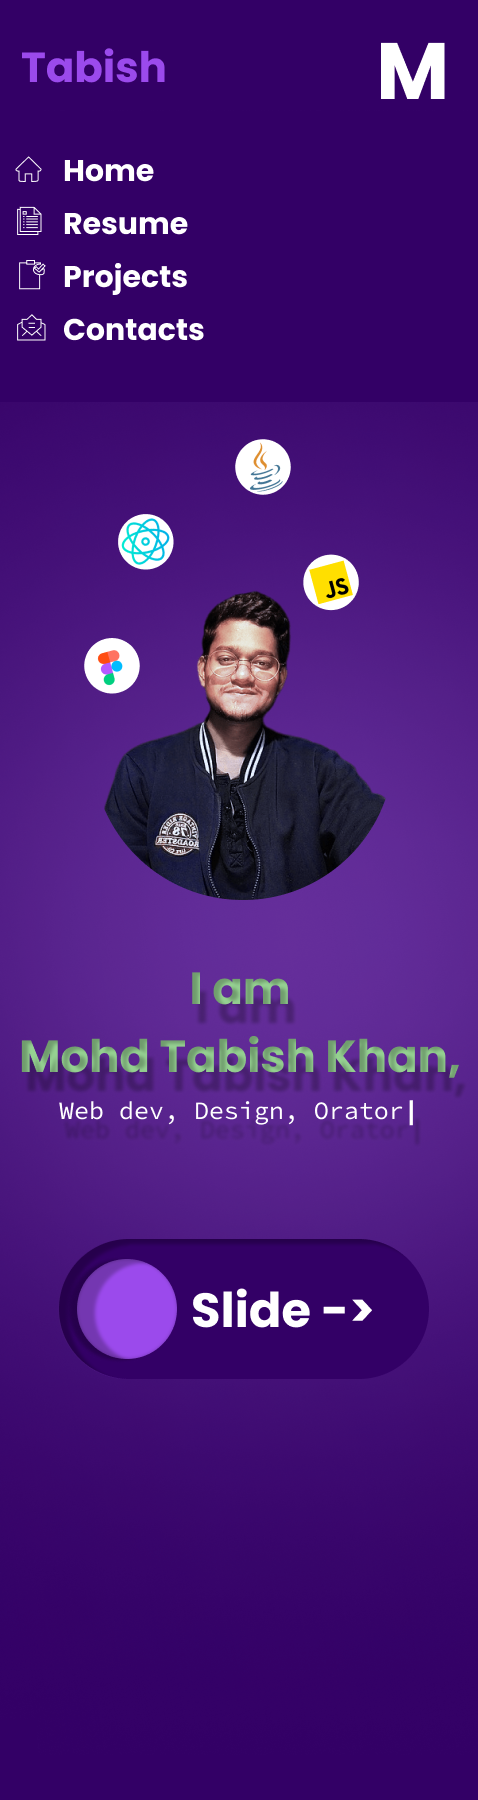 Tabish
M
Home
Resume
Projects
Contacts
JS
I am
Mohd Tabish Khan,
Web dev, Design, Orator|
Slide ->